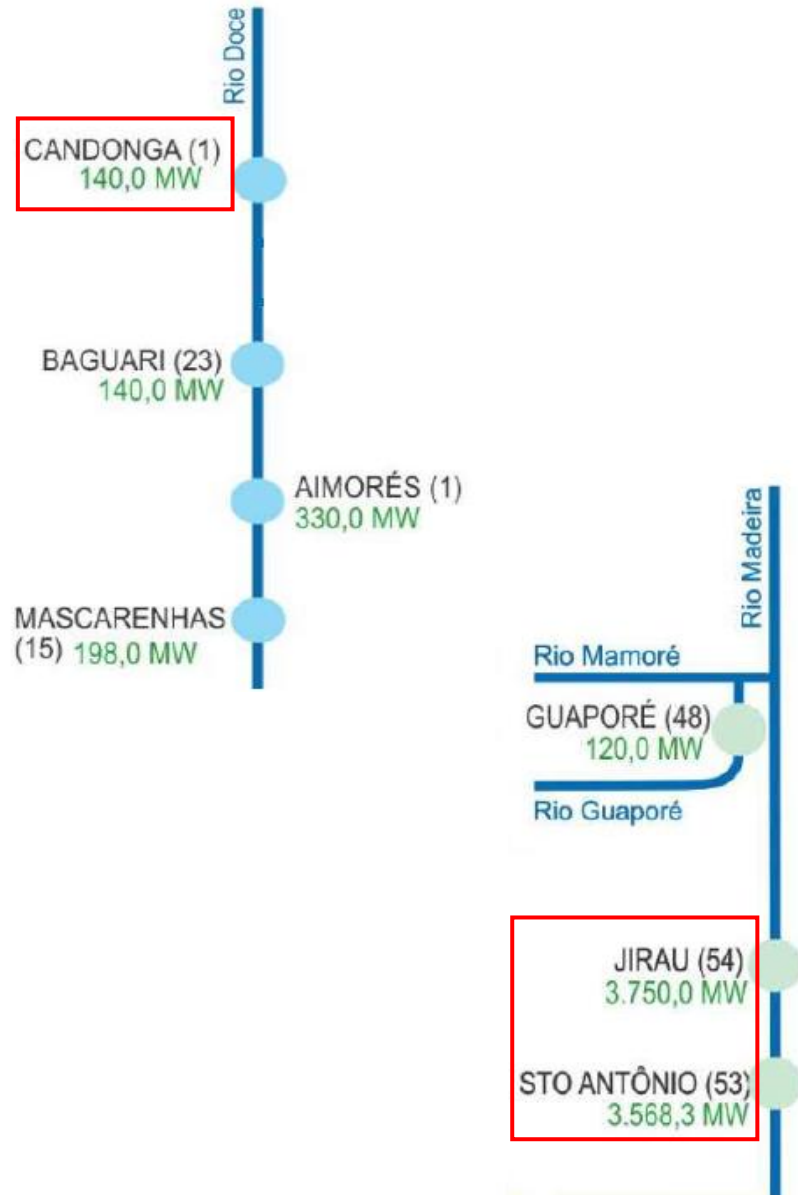 Rio Doce
CANDONGA (1)
140,0 MW
BAGUARI (23)
140,0 MW
AIMORÉS (1)
330,0 MW
MASCARENHAS
(15) 198,0 MW
Rio Madeira
Rio Mamoré
GUAPORÉ (48)
120,0 MW
Rio Guaporé
JIRAU (54)
3.750,0 MW
STO ANTÔNIO (53)
3.568,3 MW